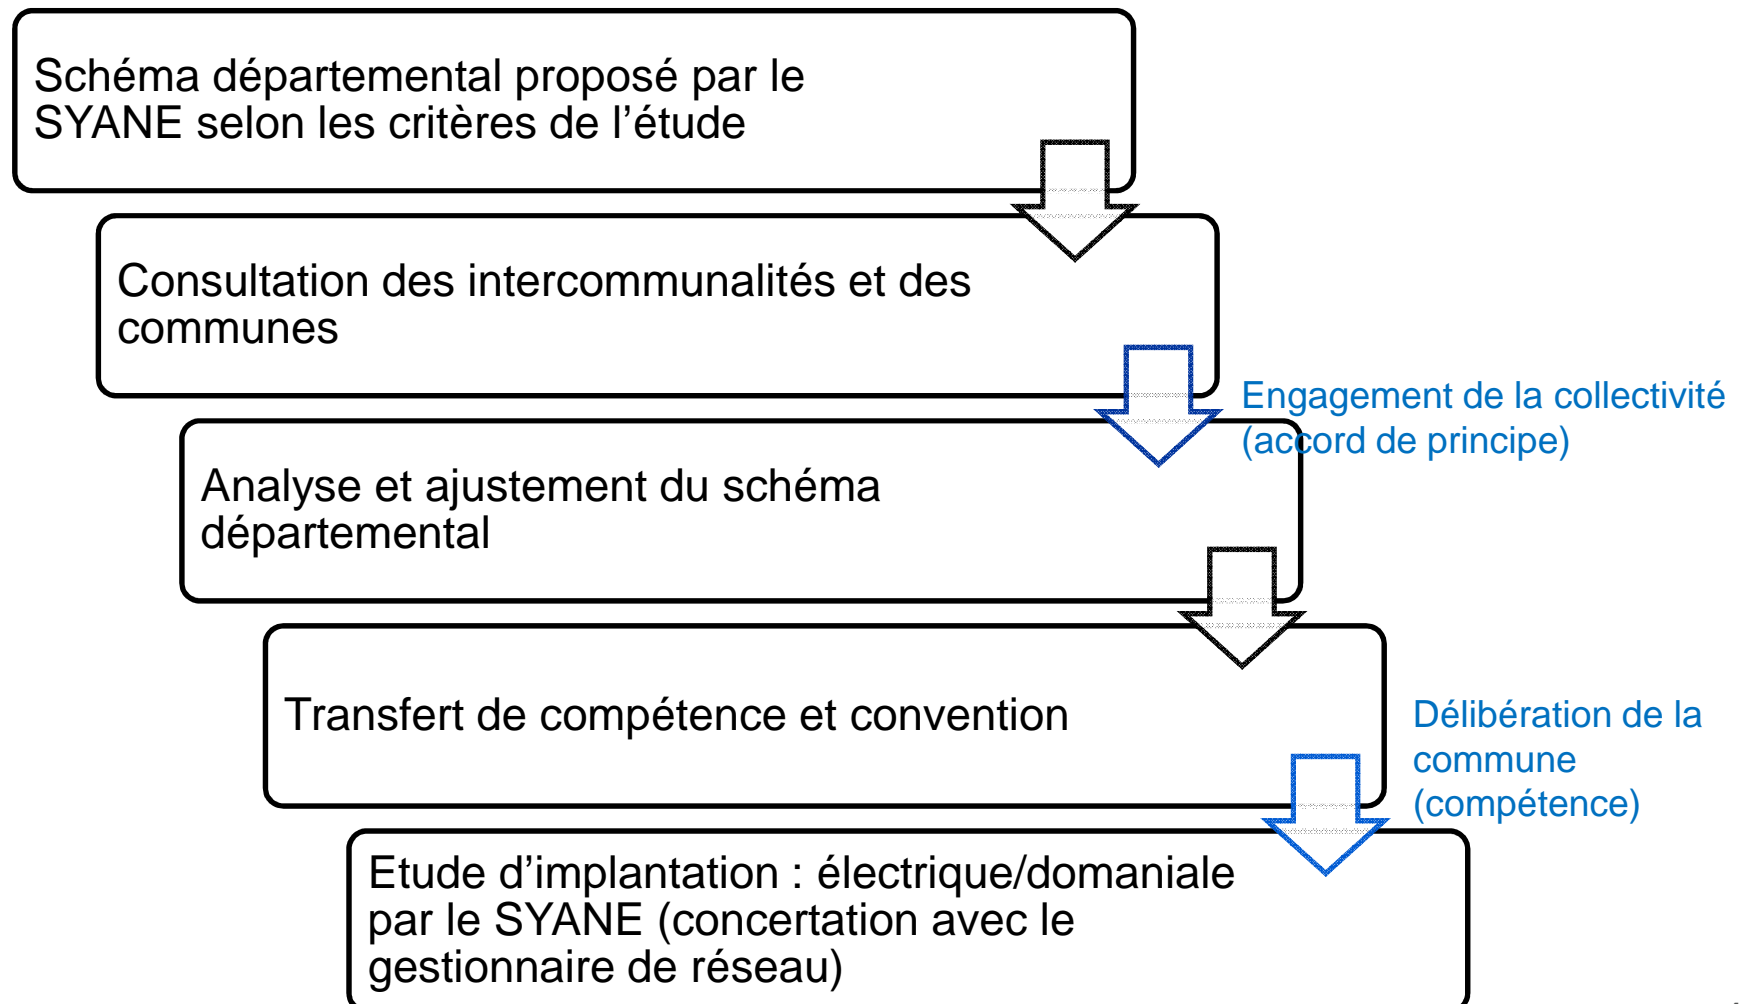 Schéma départemental proposé par le
SYANE selon les critères de l’étude
Consultation des intercommunalités et des
communes
Engagement de la collectivité
(accord de principe)
Analyse et ajustement du schéma
départemental
Transfert de compétence et convention
Délibération de la
commune
(compétence)
Etude d’implantation : électrique/domaniale
par le SYANE (concertation avec le
gestionnaire de réseau)